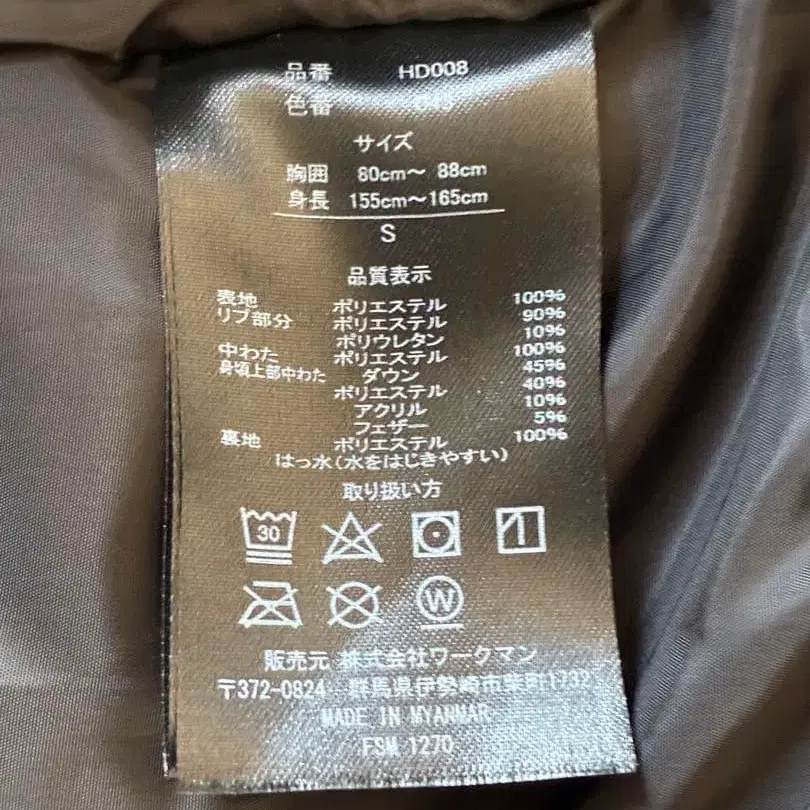 品番 HD008
色番
サイズ
胸囲 80cm～ 88cm
身長 155cm～165cm
S
品質表示
表地 ポリエステル 100%
リブ部分 ポリエステル 90%
ポリウレタン 10%
中わた ポリエステル 100%
身頃上部中わた ダウン 45%
ポリエステル 40%
アクリル 10%
フェザー 5%
裏地 ポリエステル 100%
はっ水(水をはじきやすい)
取り扱い方
30
W
販売元 株式会社ワークマン
〒372-0824 群馬県伊勢崎市柴町1732
MADE IN MYANMAR
FSM 1270